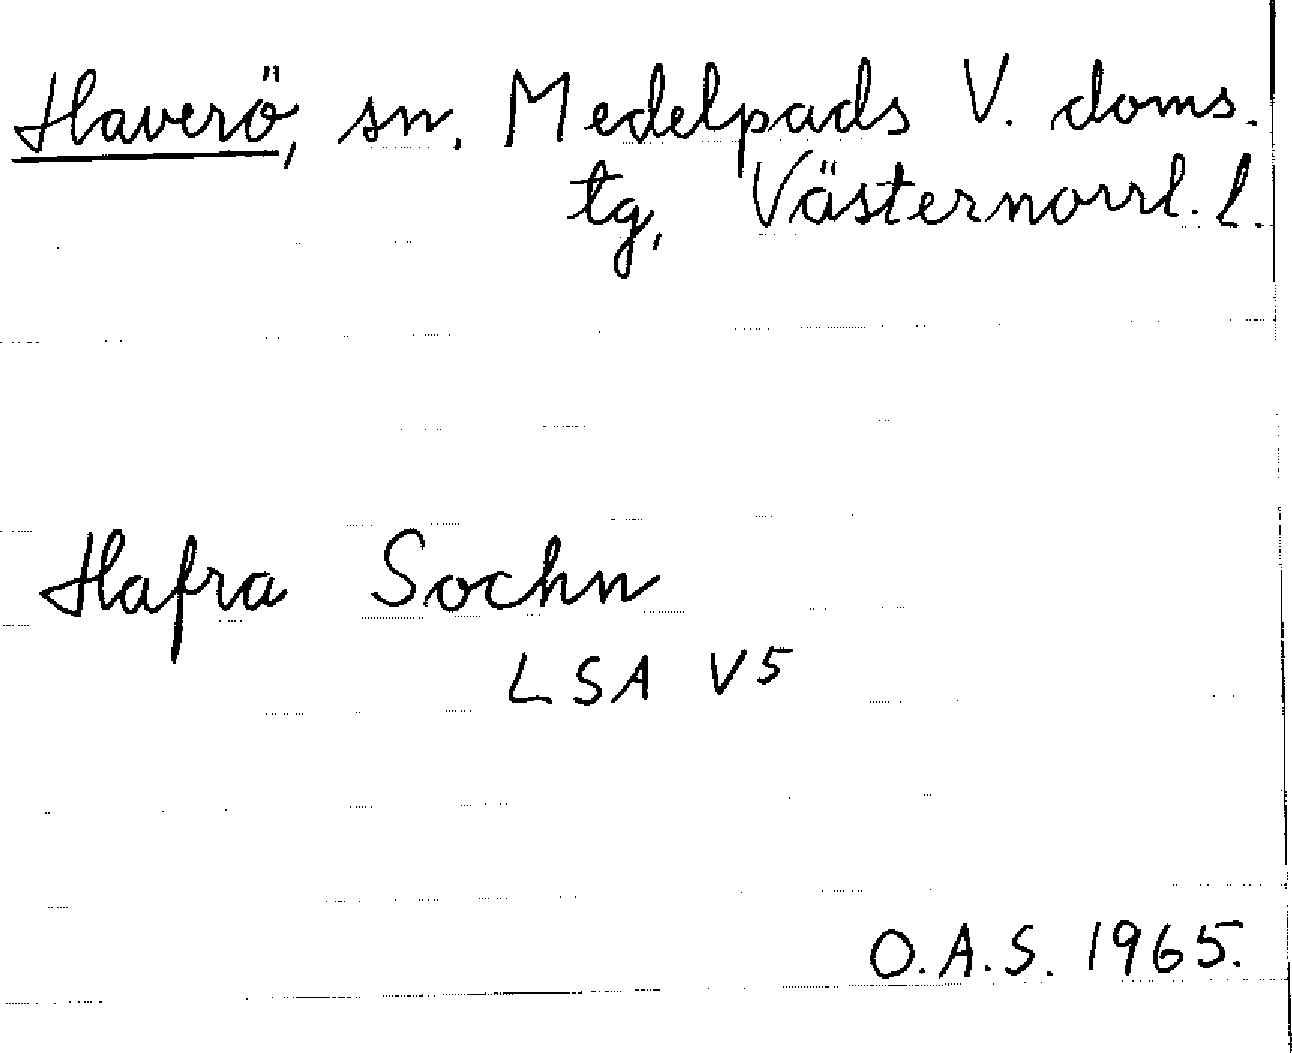 Haverö, sn, Medelpads V. doms.
tg, Västernorrl. l.
Hafra Sochn
LSA V5
O.A.S. 1965.